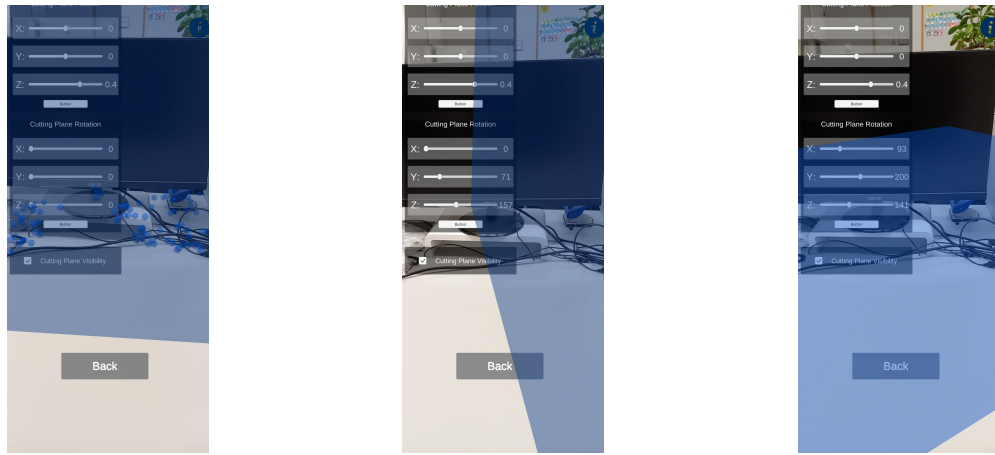 X: 0
Y: 0
Z: 0.4
Button
Cutting Plane Rotation
X: 0
Y: 0
Z: 0
Button
Cutting Plane Visibility
Back
X: 0
Y: 0
Z: 0.4
Button
Cutting Plane Rotation
X: 0
Y: 71
Z: 157
Button
Cutting Plane Visibility
Back
X: 0
Y: 0
Z: 0.4
Button
Cutting Plane Rotation
X: 93
Y: 200
Z: 141
Button
Cutting Plane Visibility
Back